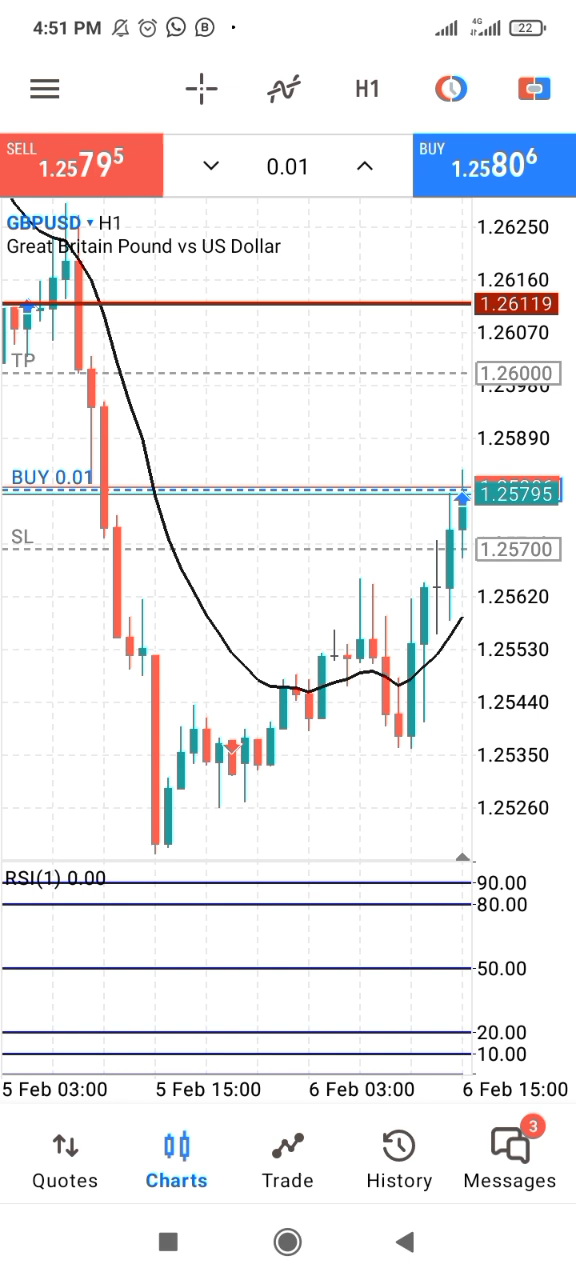 4:51 PM
4G
22
H1
SELL
1.25795
0.01
BUY
1.25806
GBPUSD H1
Great Britain Pound vs US Dollar
1.26250
1.26160
1.26119
1.26070
TP
1.26000
1.25980
1.25890
BUY 0.01
1.25795
SL
1.25700
1.25620
1.25530
1.25440
1.25350
1.25260
RSI(1) 0.00
90.00
80.00
50.00
20.00
10.00
5 Feb 03:00
5 Feb 15:00
6 Feb 03:00
6 Feb 15:00
3
Quotes
Charts
Trade
History
Messages